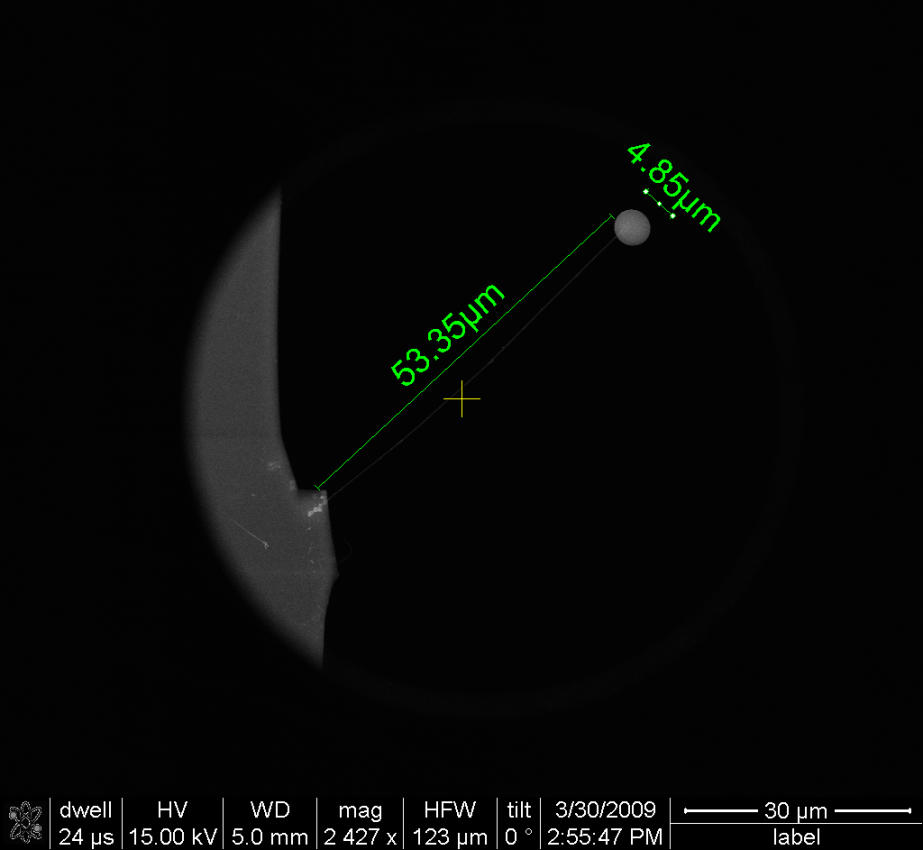 4.85µm
53.35µm
dwell HV WD mag HFW tilt 3/30/2009 30 µm
24 µs 15.00 kV 5.0 mm 2 427 x 123 µm 0 ° 2:55:47 PM label